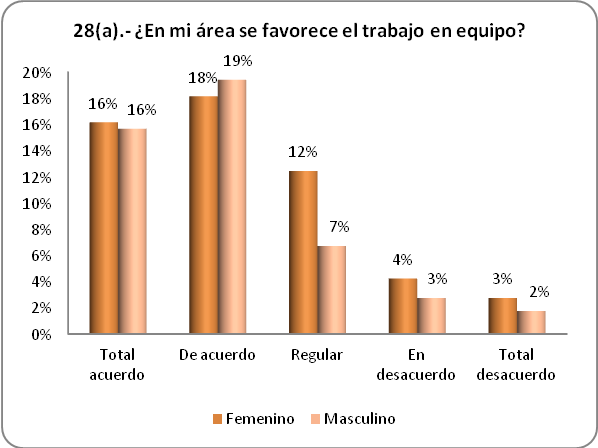 28(a).- ¿En mi área se favorece el trabajo en equipo?
20%
18%
16%
14%
12%
10%
8%
6%
4%
2%
0%
16% 16%
18% 19%
12% 7%
4% 3%
3% 2%
Total acuerdo
De acuerdo
Regular
En desacuerdo
Total desacuerdo
Femenino Masculino